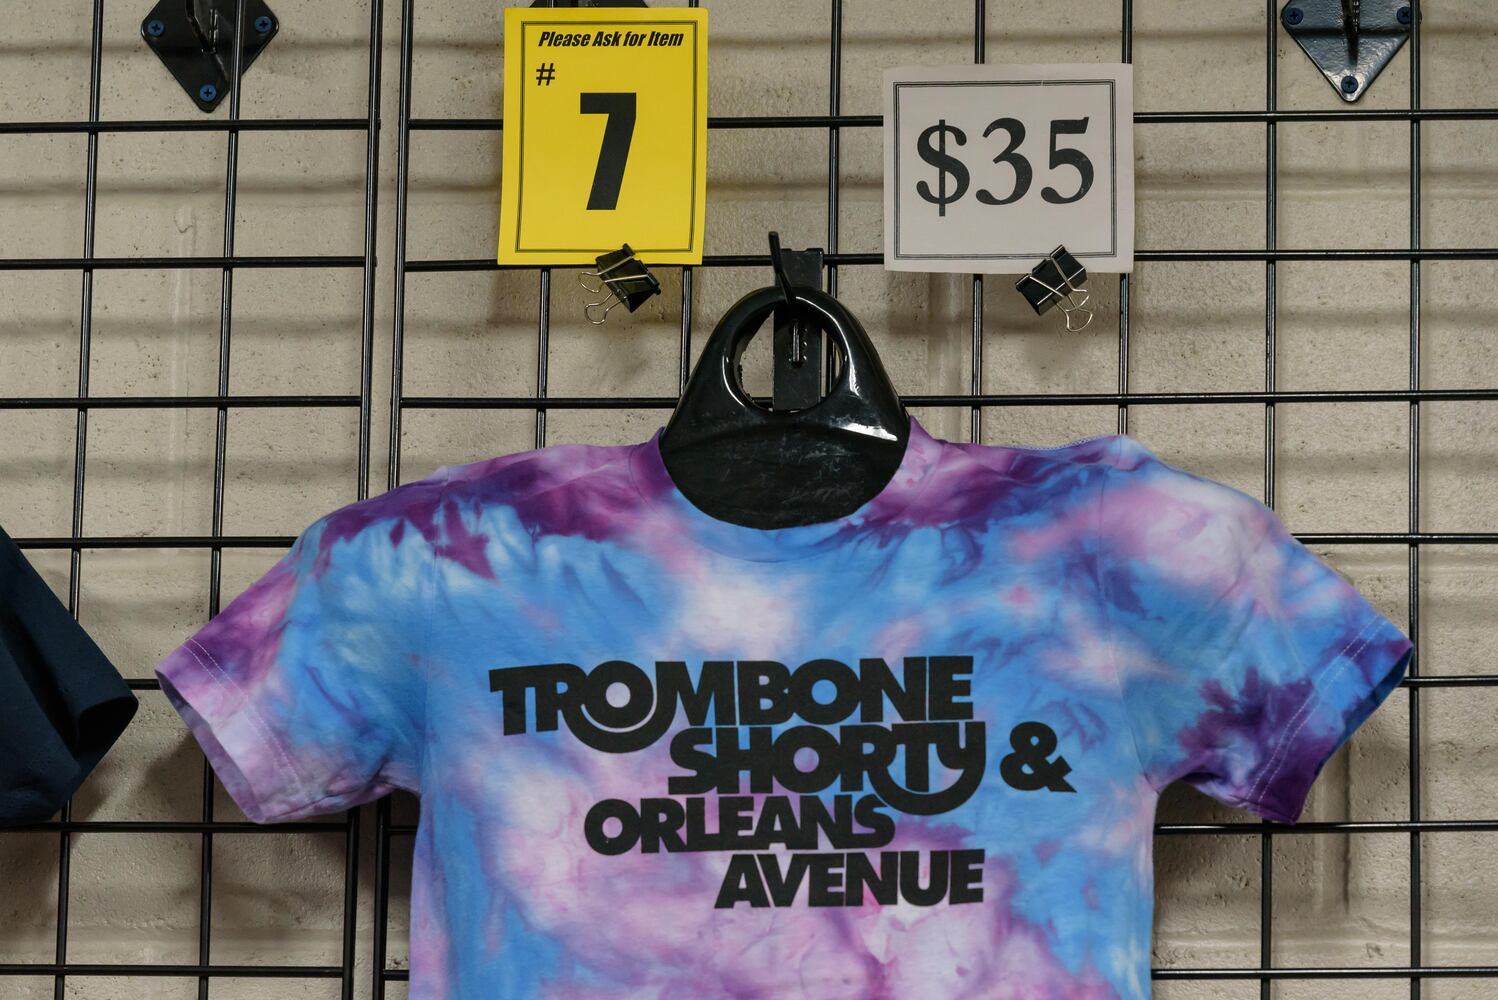 Please Ask for Item
#
7
$35
TROMBONE
SHORTY &
ORLEANS
AVENUE